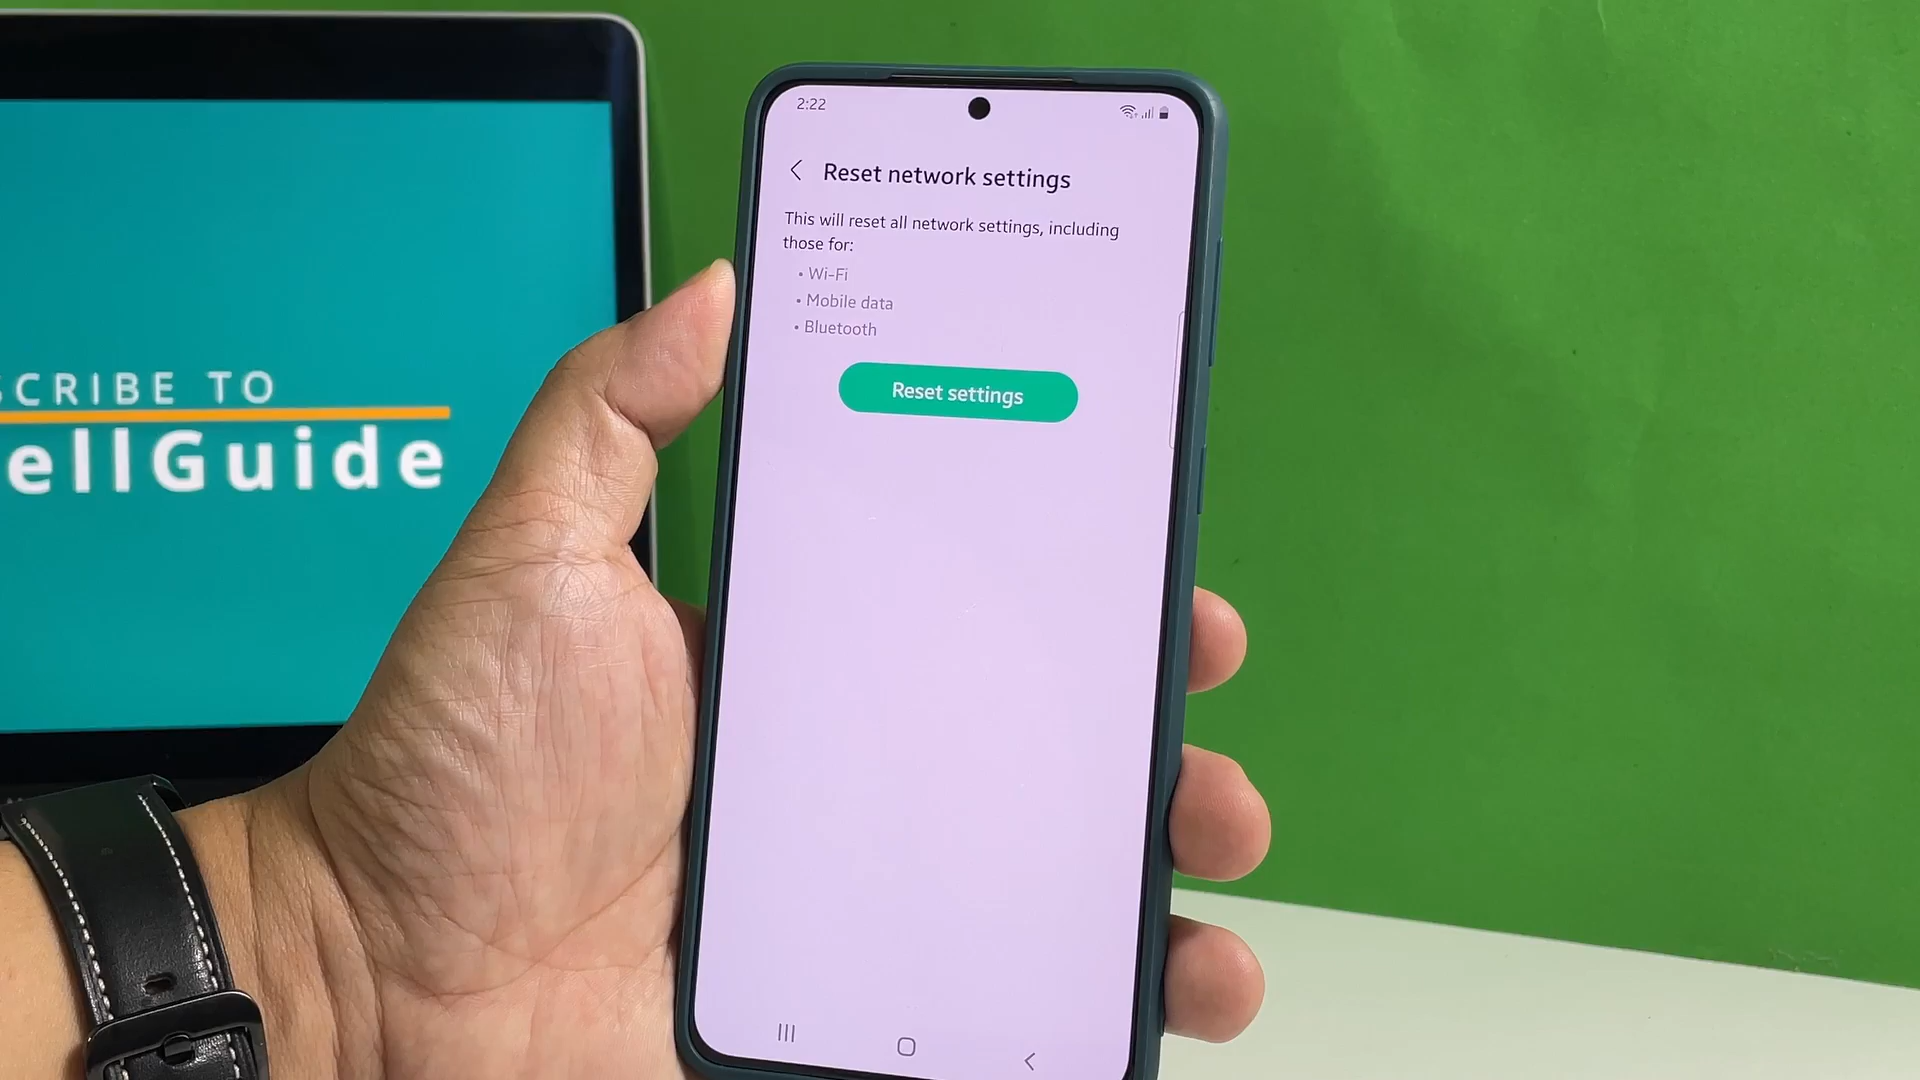 SCRIBE TO
ellGuide
2:22
Reset network settings
This will reset all network settings, including
those for:
• Wi-Fi
• Mobile data
• Bluetooth
Reset settings